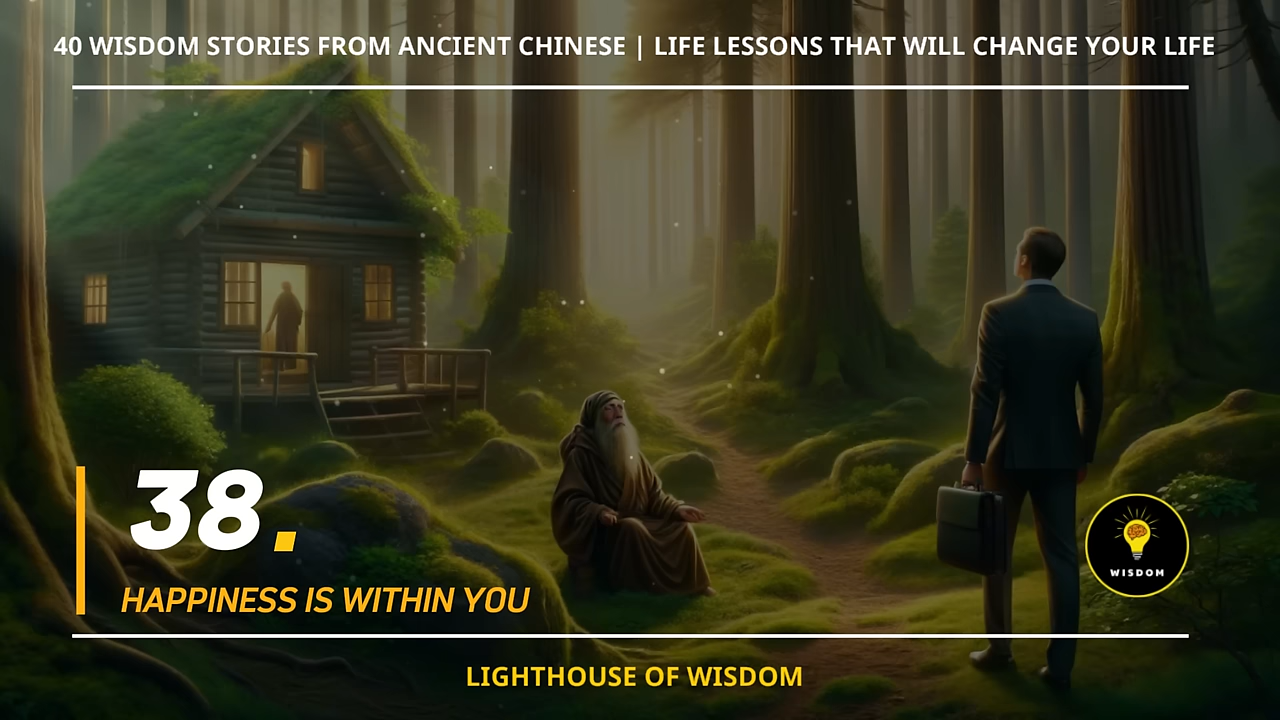 40 WISDOM STORIES FROM ANCIENT CHINESE | LIFE LESSONS THAT WILL CHANGE YOUR LIFE
38.
HAPPINESS IS WITHIN YOU
WISDOM
LIGHTHOUSE OF WISDOM